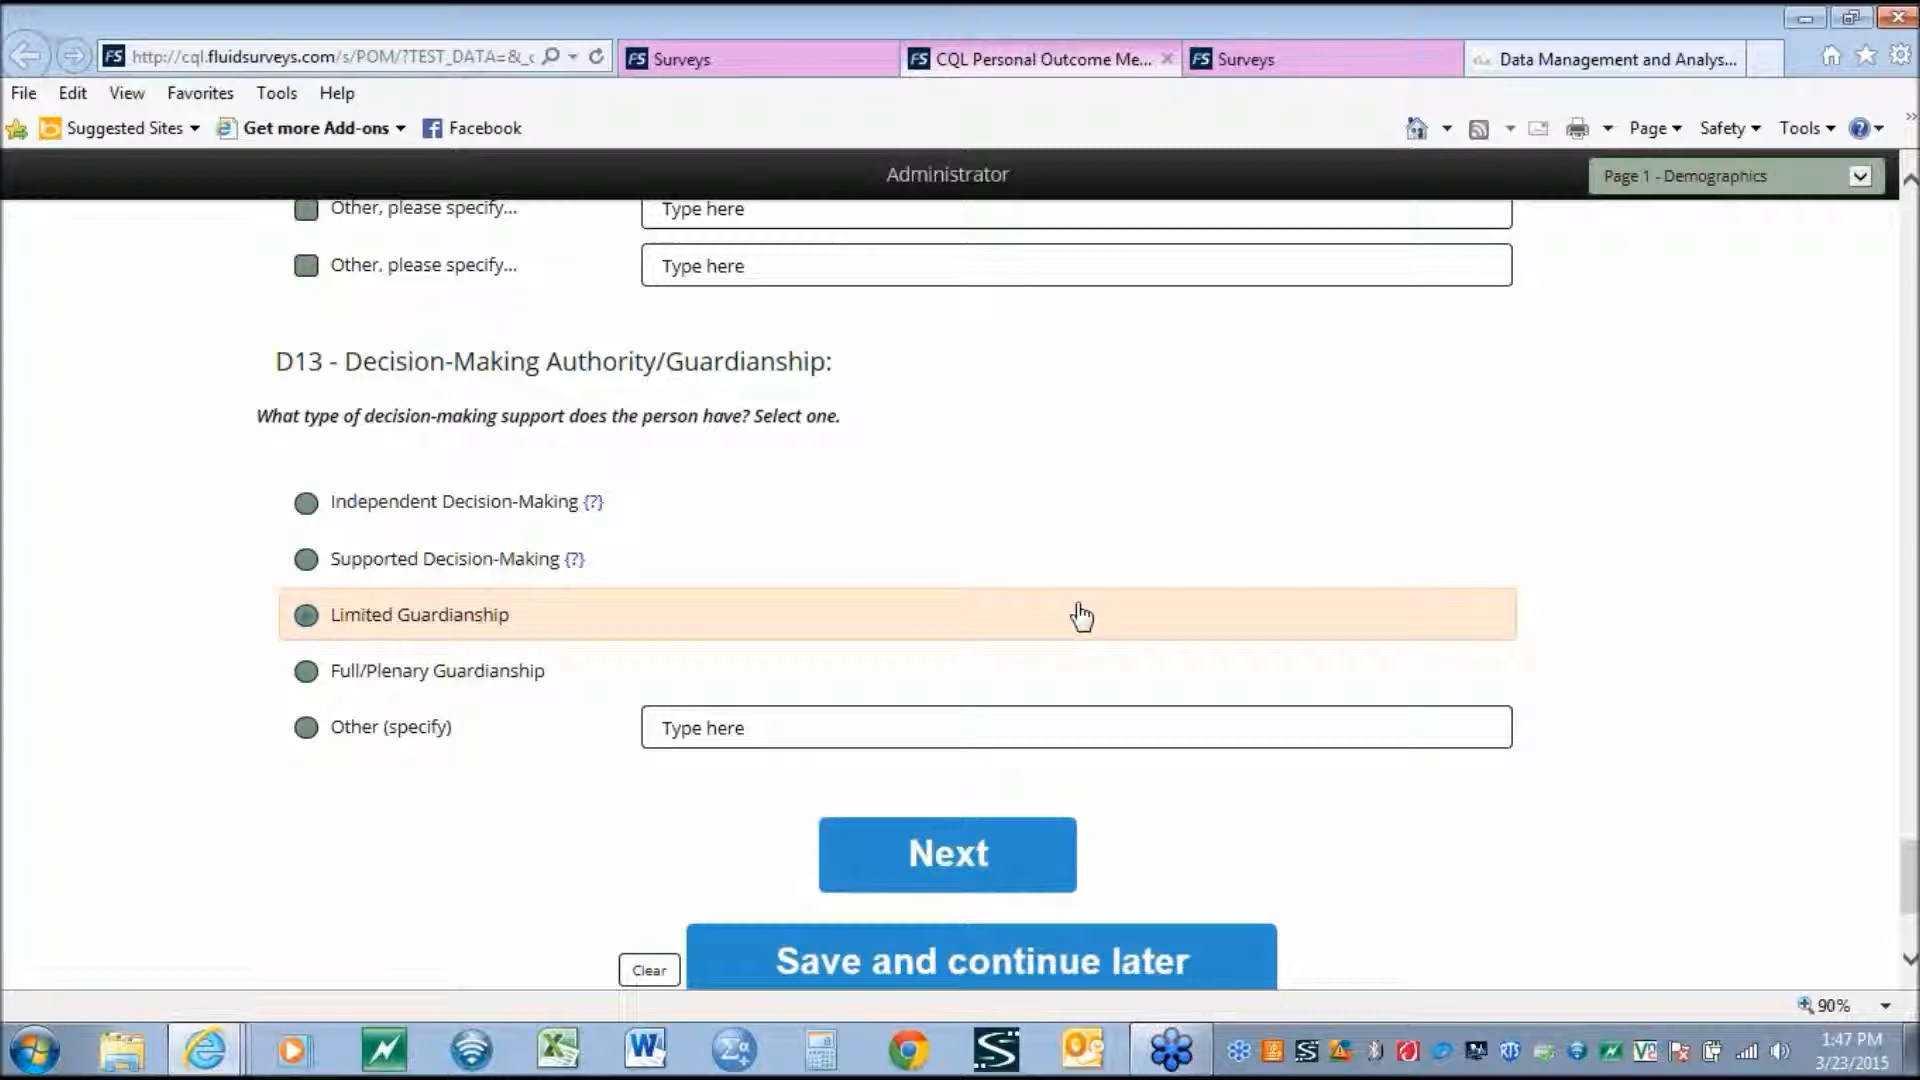 http://cql.fluidsurveys.com/s/POM/?TEST_DATA=&_c
FS Surveys
FS CQL Personal Outcome Me...
FS Surveys
Data Management and Analys...
File Edit View Favorites Tools Help
Suggested Sites Get more Add-ons Facebook
Page Safety Tools
Administrator
Page 1 - Demographics
Other, please specify... Type here
Other, please specify... Type here
D13 - Decision-Making Authority/Guardianship:
What type of decision-making support does the person have? Select one.
Independent Decision-Making {?}
Supported Decision-Making {?}
Limited Guardianship
Full/Plenary Guardianship
Other (specify) Type here
Next
Clear
Save and continue later
90%
1:47 PM
3/23/2015